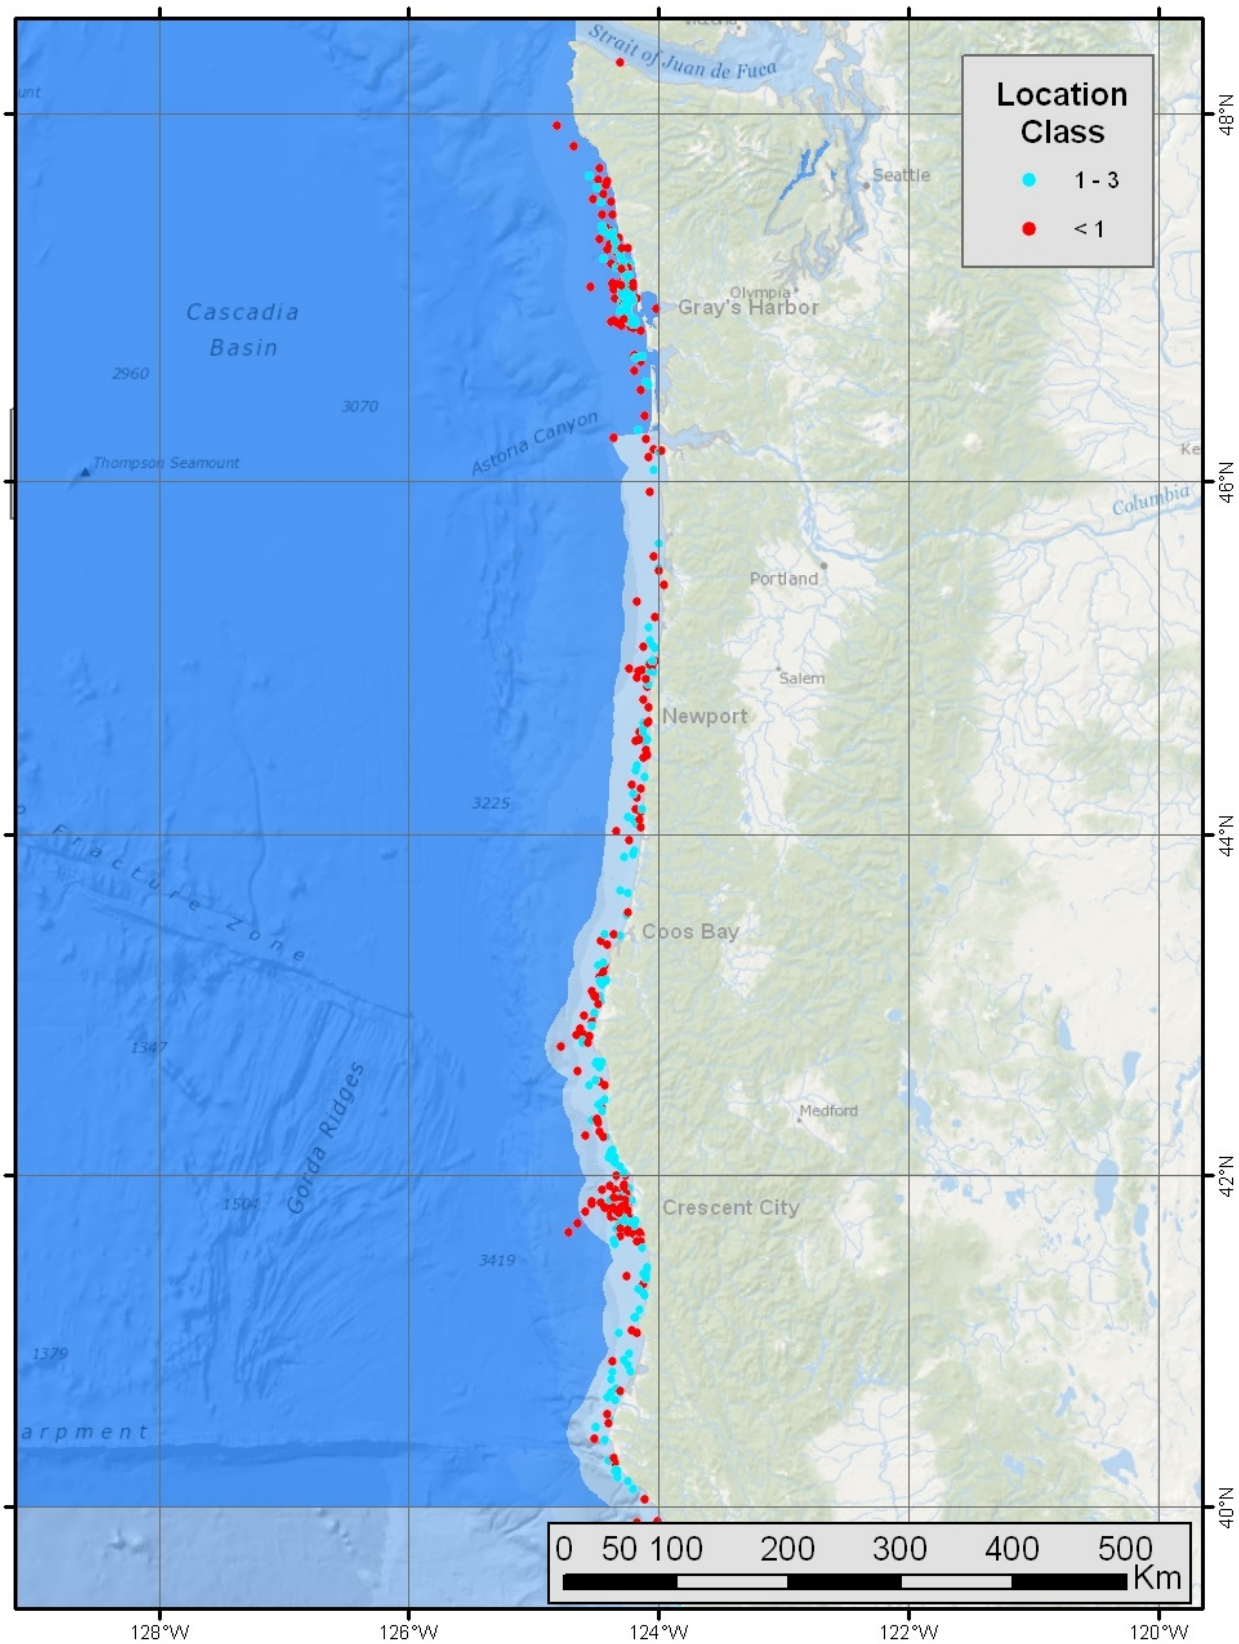 Strait of Juan de Fuca
unt
Location
Class
1 - 3
< 1
48°N
Seattle
Olympia
Gray's Harbor
Cascadia
Basin
2960
3070
Astoria Canyon
Thompson Seamount
Ke
46°N
Columbia
Portland
Salem
Newport
3225
o Fracture Zone
44°N
Coos Bay
1347
Gorda Ridges
Medford
42°N
1504
Crescent City
3419
1379
arpment
40°N
0 50 100 200 300 400 500
Km
128°W 126°W 124°W 122°W 120°W